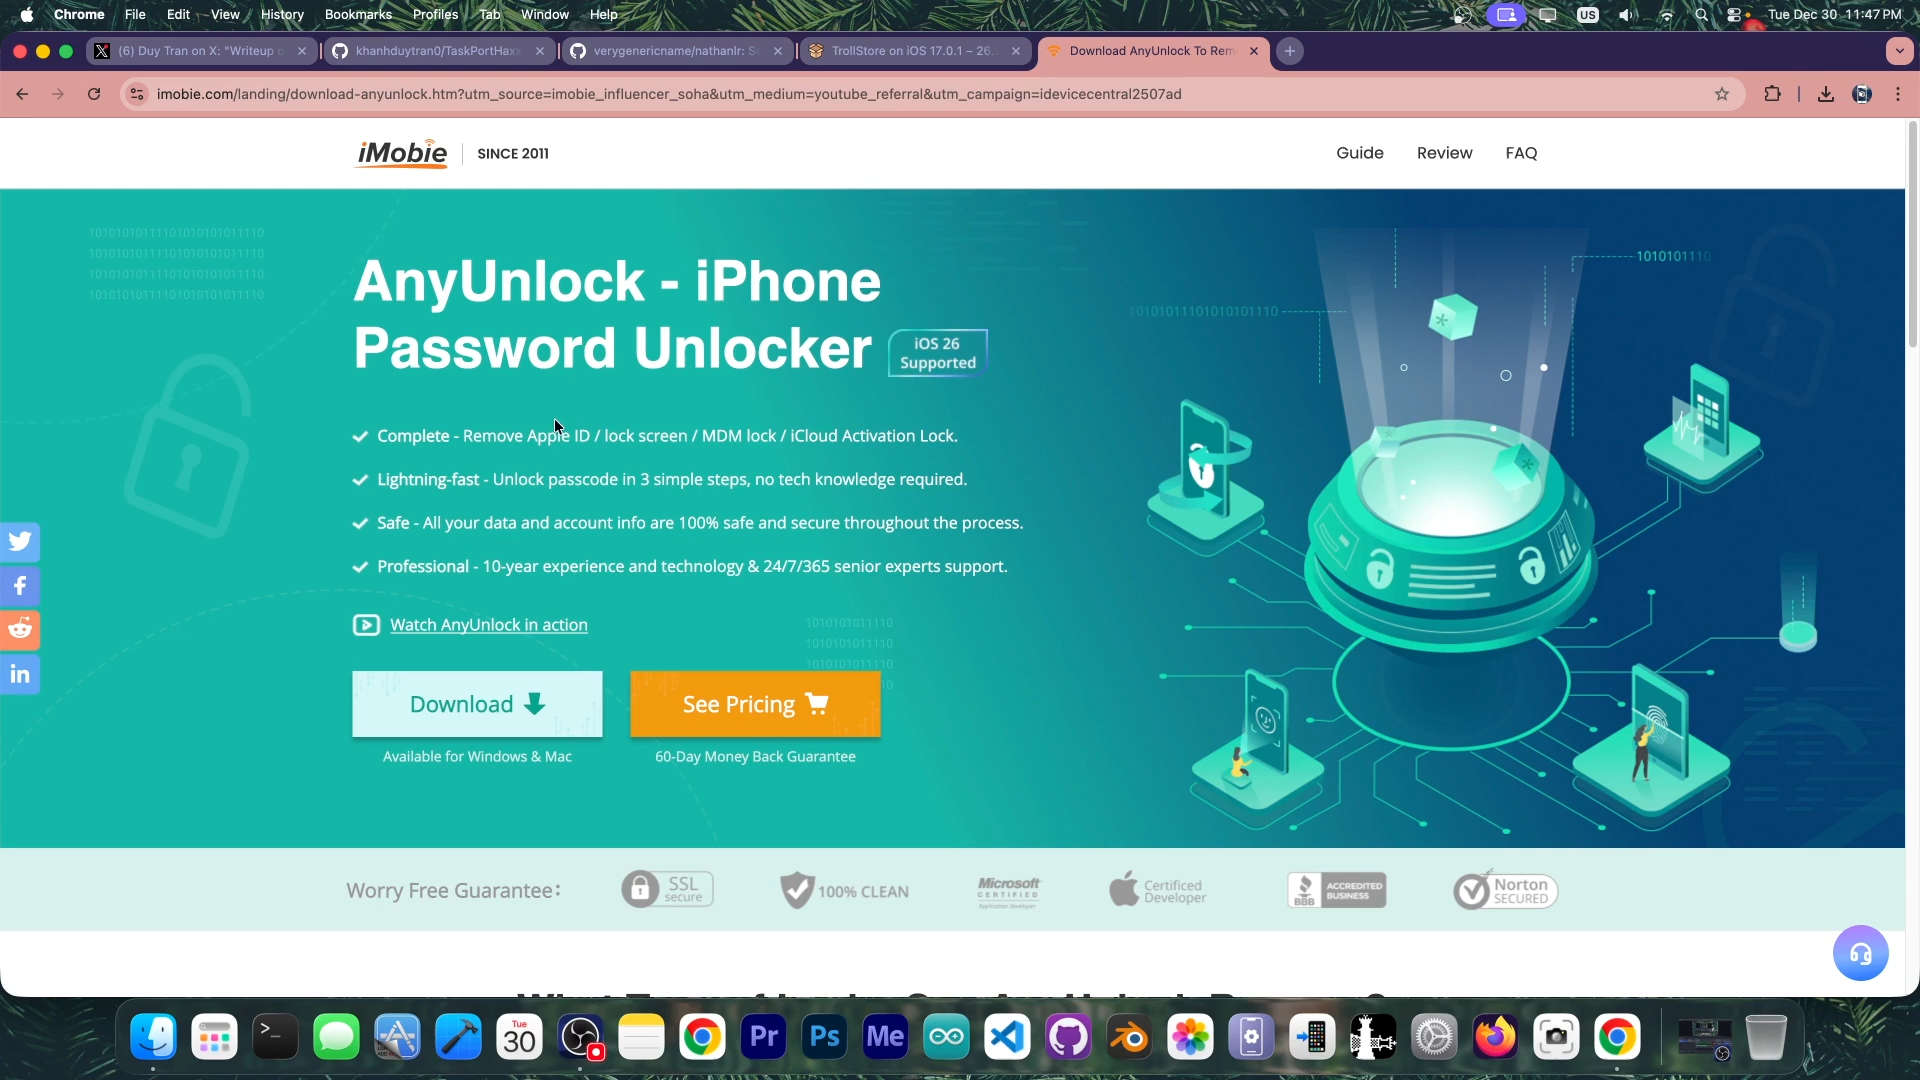 Chrome File Edit View History Bookmarks Profiles Tab Window Help US Tue Dec 30 11:47 PM
(6) Duy Tran on X: "Writeup khanhduytran0/TaskPortHax verygenericname/nathanlr: S TrollStore on iOS 17.0.1 – 26. Download AnyUnlock To Rem
imobie.com/landing/download-anyunlock.htm?utm_source=imobie_influencer_soha&utm_medium=youtube_referral&utm_campaign=idevicecentral2507ad
iMobie SINCE 2011 Guide Review FAQ
AnyUnlock - iPhone
Password Unlocker
iOS 26
Supported
Complete - Remove Apple ID / lock screen / MDM lock / iCloud Activation Lock.
Lightning-fast - Unlock passcode in 3 simple steps, no tech knowledge required.
Safe - All your data and account info are 100% safe and secure throughout the process.
Professional - 10-year experience and technology & 24/7/365 senior experts support.
Watch AnyUnlock in action
Download See Pricing
Available for Windows & Mac 60-Day Money Back Guarantee
Worry Free Guarantee:
SSL
secure
100% CLEAN
Microsoft
CERTIFIED
Application Developer
Certified
Developer
BBB
ACCREDITED
BUSINESS
Norton
SECURED
Tue
30
Pr Ps Me